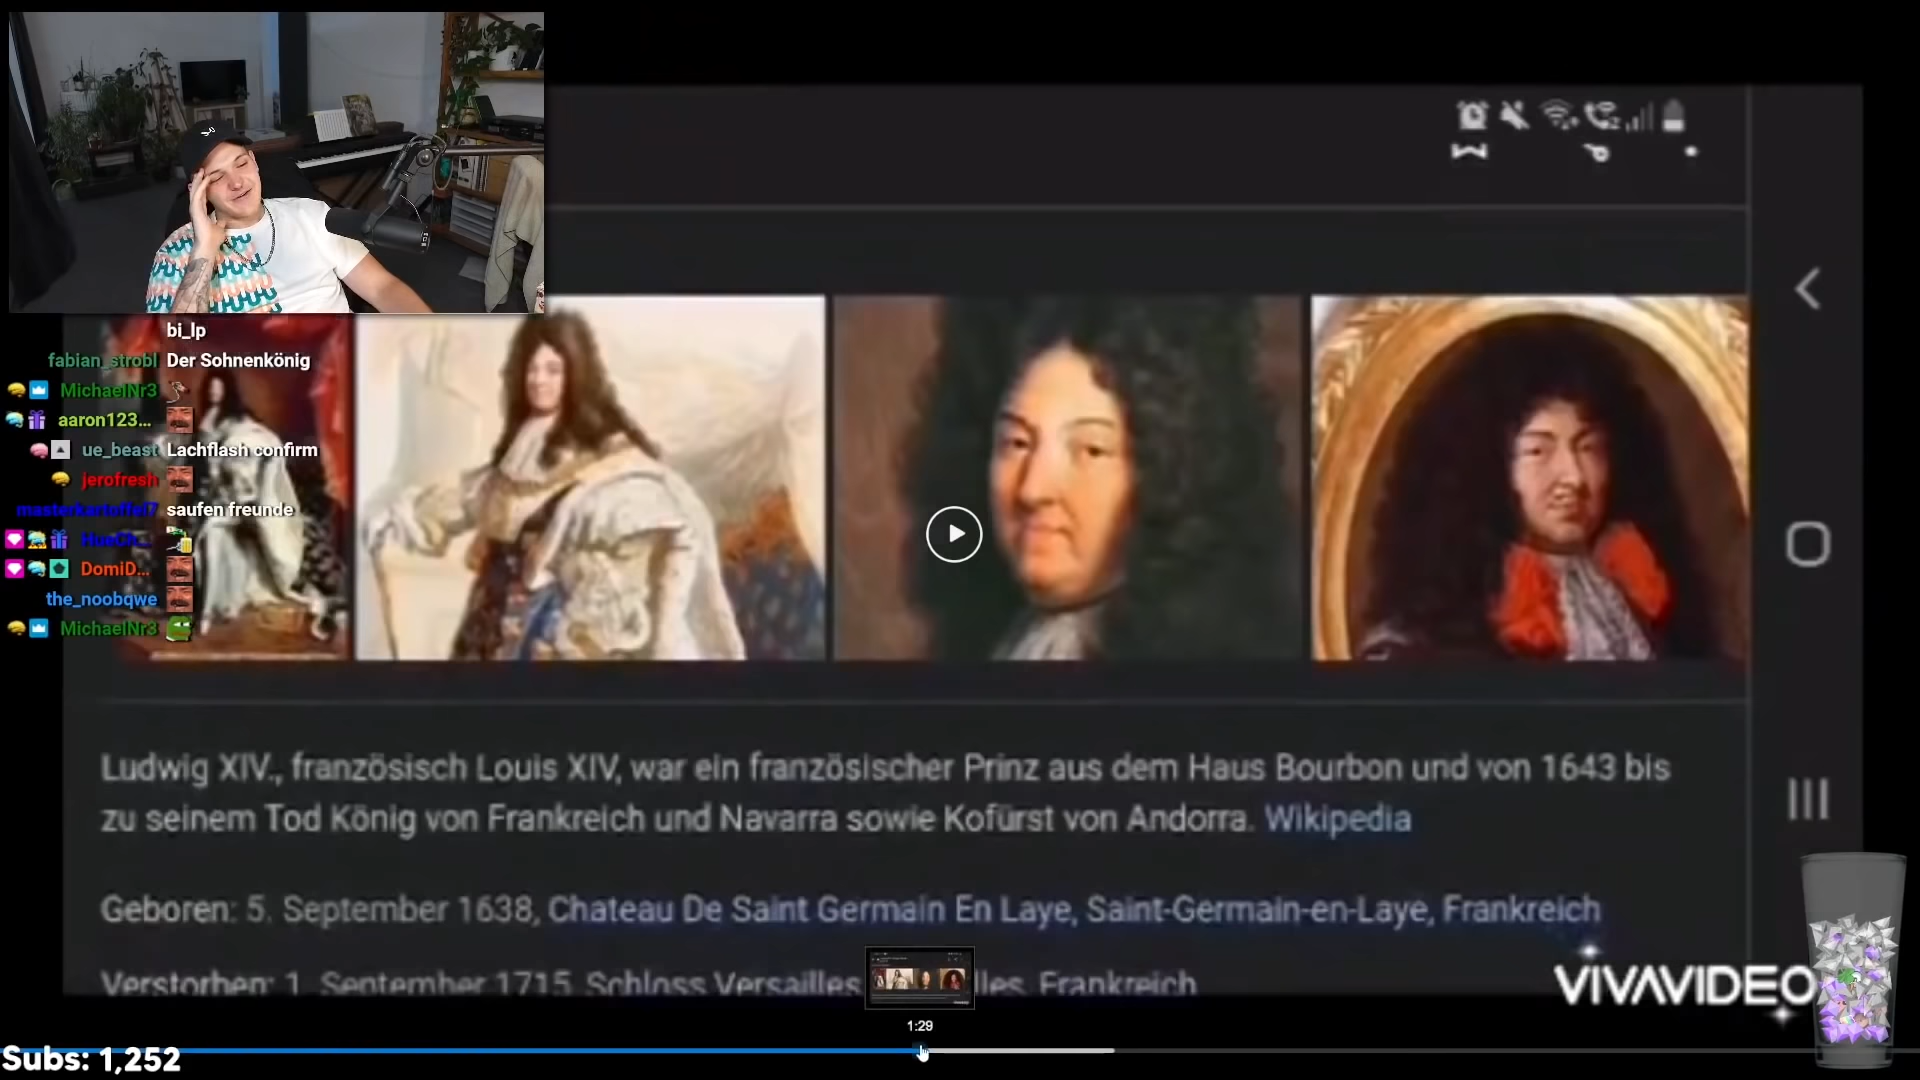 bi_lp
fabian_strobl Der Sohnenkönig
MichaelNr3
aaron123...
ue_beast Lachflash confirm
jerofresh
masterkartuffel7 saufen freunde
HueCh...
DomiD...
the_noobqwe
MichaelNr3
Ludwig XIV., französisch Louis XIV, war ein französischer Prinz aus dem Haus Bourbon und von 1643 bis
zu seinem Tod König von Frankreich und Navarra sowie Kofürst von Andorra. Wikipedia
Geboren: 5. September 1638, Chateau De Saint Germain En Laye, Saint-Germain-en-Laye, Frankreich
Verstorben: 1. September 1715, Schloss Versailles lles, Frankreich
VIVAVIDEO
1:29
Subs: 1,252